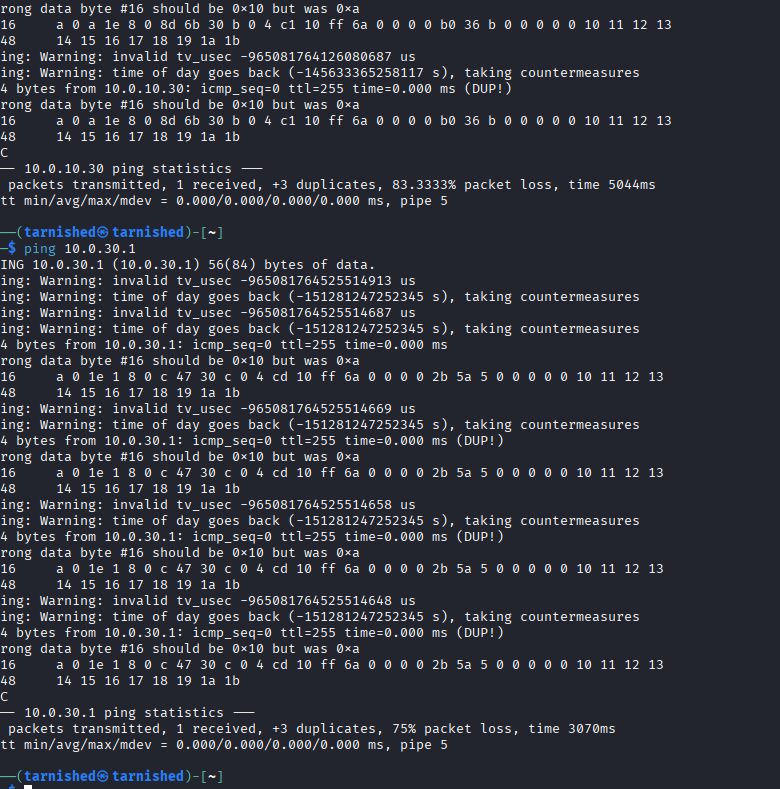 rong data byte #16 should be 0×10 but was 0×a
16 a 0 a 1e 8 0 8d 6b 30 b 0 4 c1 10 ff 6a 0 0 0 0 b0 36 b 0 0 0 0 0 10 11 12 13
48 14 15 16 17 18 19 1a 1b
ing: Warning: invalid tv_usec -965081764126080687 us
ing: Warning: time of day goes back (-145633365258117 s), taking countermeasures
4 bytes from 10.0.10.30: icmp_seq=0 ttl=255 time=0.000 ms (DUP!)
rong data byte #16 should be 0×10 but was 0×a
16 a 0 a 1e 8 0 8d 6b 30 b 0 4 c1 10 ff 6a 0 0 0 0 b0 36 b 0 0 0 0 0 10 11 12 13
48 14 15 16 17 18 19 1a 1b
C
── 10.0.10.30 ping statistics ───
packets transmitted, 1 received, +3 duplicates, 83.3333% packet loss, time 5044ms
tt min/avg/max/mdev = 0.000/0.000/0.000/0.000 ms, pipe 5
──(tarnished㉿tarnished)-[~]
─$ ping 10.0.30.1
ING 10.0.30.1 (10.0.30.1) 56(84) bytes of data.
ing: Warning: invalid tv_usec -965081764525514913 us
ing: Warning: time of day goes back (-151281247252345 s), taking countermeasures
ing: Warning: invalid tv_usec -965081764525514687 us
ing: Warning: time of day goes back (-151281247252345 s), taking countermeasures
4 bytes from 10.0.30.1: icmp_seq=0 ttl=255 time=0.000 ms
rong data byte #16 should be 0×10 but was 0×a
16 a 0 1e 1 8 0 c 47 30 c 0 4 cd 10 ff 6a 0 0 0 0 2b 5a 5 0 0 0 0 0 10 11 12 13
48 14 15 16 17 18 19 1a 1b
ing: Warning: invalid tv_usec -965081764525514669 us
ing: Warning: time of day goes back (-151281247252345 s), taking countermeasures
4 bytes from 10.0.30.1: icmp_seq=0 ttl=255 time=0.000 ms (DUP!)
rong data byte #16 should be 0×10 but was 0×a
16 a 0 1e 1 8 0 c 47 30 c 0 4 cd 10 ff 6a 0 0 0 0 2b 5a 5 0 0 0 0 0 10 11 12 13
48 14 15 16 17 18 19 1a 1b
ing: Warning: invalid tv_usec -965081764525514658 us
ing: Warning: time of day goes back (-151281247252345 s), taking countermeasures
4 bytes from 10.0.30.1: icmp_seq=0 ttl=255 time=0.000 ms (DUP!)
rong data byte #16 should be 0×10 but was 0×a
16 a 0 1e 1 8 0 c 47 30 c 0 4 cd 10 ff 6a 0 0 0 0 2b 5a 5 0 0 0 0 0 10 11 12 13
48 14 15 16 17 18 19 1a 1b
ing: Warning: invalid tv_usec -965081764525514648 us
ing: Warning: time of day goes back (-151281247252345 s), taking countermeasures
4 bytes from 10.0.30.1: icmp_seq=0 ttl=255 time=0.000 ms (DUP!)
rong data byte #16 should be 0×10 but was 0×a
16 a 0 1e 1 8 0 c 47 30 c 0 4 cd 10 ff 6a 0 0 0 0 2b 5a 5 0 0 0 0 0 10 11 12 13
48 14 15 16 17 18 19 1a 1b
C
── 10.0.30.1 ping statistics ───
packets transmitted, 1 received, +3 duplicates, 75% packet loss, time 3070ms
tt min/avg/max/mdev = 0.000/0.000/0.000/0.000 ms, pipe 5
──(tarnished㉿tarnished)-[~]